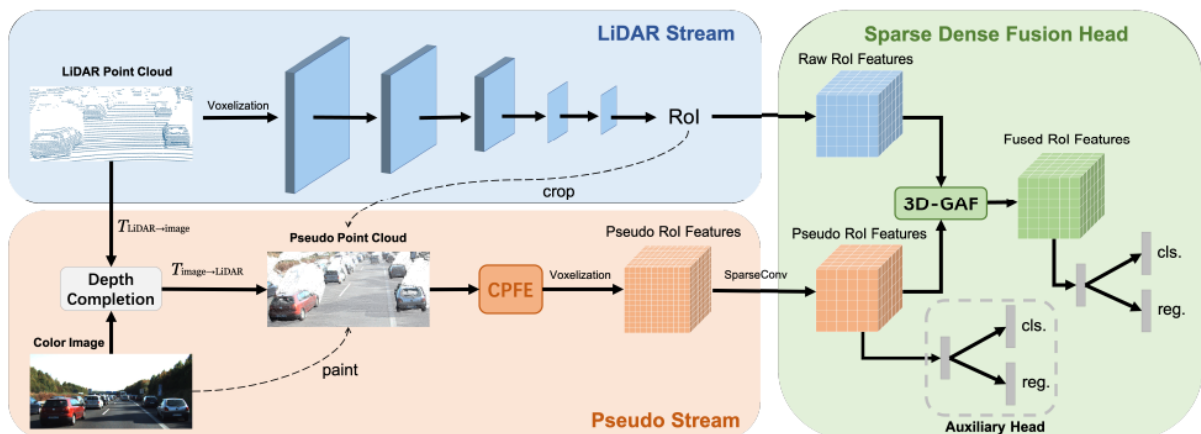 LiDAR Stream
LiDAR Point Cloud
Voxelization
RoI
crop
T_LiDAR→image
Depth
Completion
T_image→LiDAR
Color Image
Pseudo Point Cloud
paint
CPFE
Voxelization
Pseudo RoI Features
SparseConv
Pseudo Stream
Sparse Dense Fusion Head
Raw RoI Features
3D-GAF
Fused RoI Features
Pseudo RoI Features
cls.
reg.
cls.
reg.
Auxiliary Head